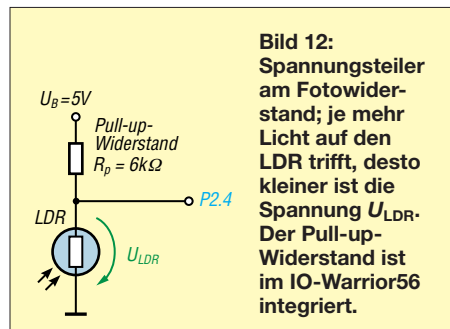 U_B=5V
Pull-up-
Widerstand
R_p = 6kΩ
P2.4
LDR
U_LDR
Bild 12:
Spannungsteiler
am Fotowider-
stand; je mehr
Licht auf den
LDR trifft, desto
kleiner ist die
Spannung U_LDR.
Der Pull-up-
Widerstand ist
im IO-Warrior56
integriert.